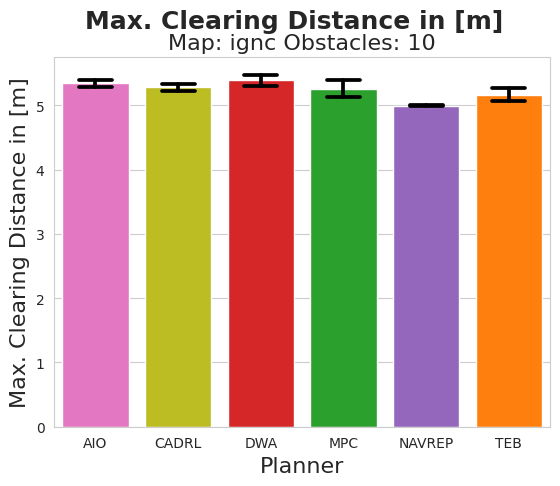 Max. Clearing Distance in [m]
Map: ignc Obstacles: 10
Max. Clearing Distance in [m]
5
4
3
2
1
0
AIO CADRL DWA MPC NAVREP TEB
Planner